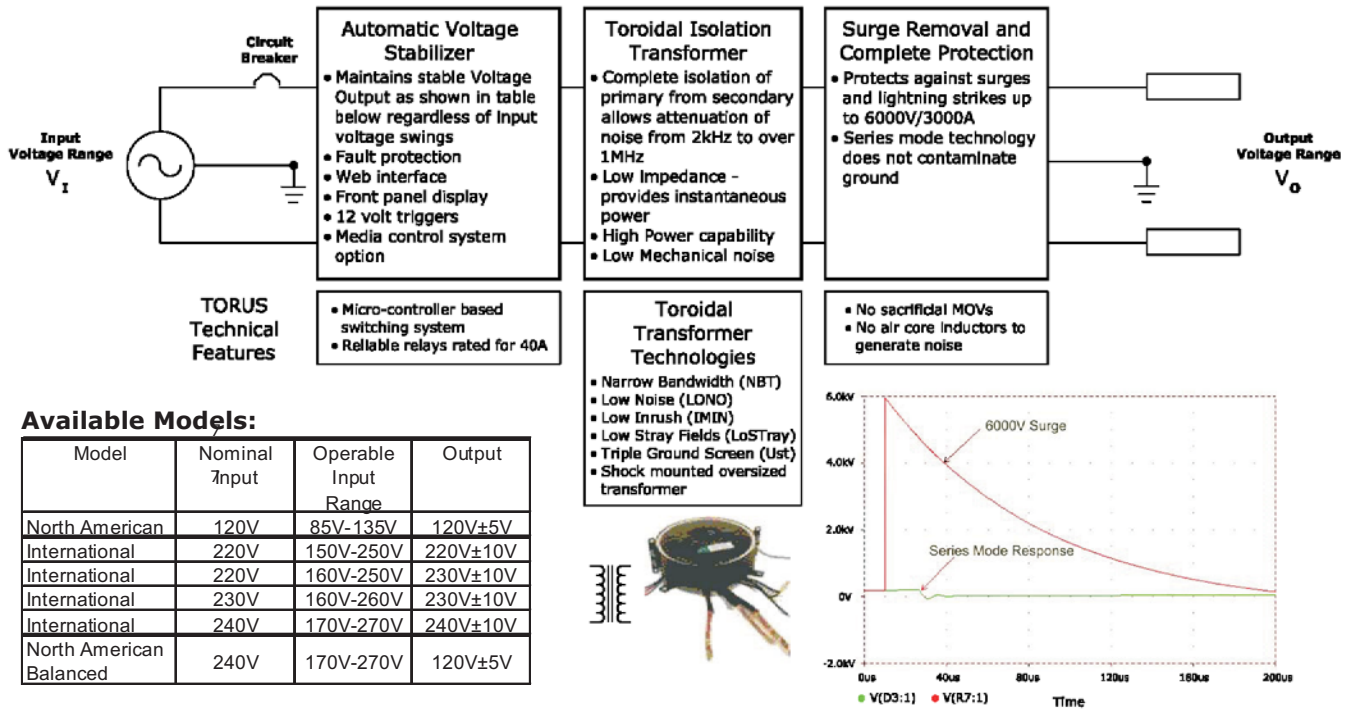 Circuit
Breaker
Input
Voltage Range
V_I
Automatic Voltage
Stabilizer
• Maintains stable Voltage
Output as shown in table
below regardless of Input
voltage swings
• Fault protection
• Web interface
• Front panel display
• 12 volt triggers
• Media control system
option
Toroidal Isolation
Transformer
• Complete isolation of
primary from secondary
allows attenuation of
noise from 2kHz to over
1MHz
• Low Impedance -
provides instantaneous
power
• High Power capability
• Low Mechanical noise
Surge Removal and
Complete Protection
• Protects against surges
and lightning strikes up
to 6000V/3000A
• Series mode technology
does not contaminate
ground
Output
Voltage Range
V_O
TORUS
Technical
Features
• Micro-controller based
switching system
• Reliable relays rated for 40A
Toroidal
Transformer
Technologies
• Narrow Bandwidth (NBT)
• Low Noise (LONO)
• Low Inrush (IMIN)
• Low Stray Fields (LoSTray)
• Triple Ground Screen (Ust)
• Shock mounted oversized
transformer
• No sacrificial MOVs
• No air core inductors to
generate noise
Available Models:
Model Nominal Input Operable Input Range Output
North American 120V 85V-135V 120V±5V
International 220V 150V-250V 220V±10V
International 220V 160V-250V 230V±10V
International 230V 160V-260V 230V±10V
International 240V 170V-270V 240V±10V
North American Balanced 240V 170V-270V 120V±5V
6.0kV
6000V Surge
4.0kV
2.0kV
Series Mode Response
0V
-2.0kV
0us 40us 80us 120us 160us 200us
V(D3:1) V(R7:1) Time